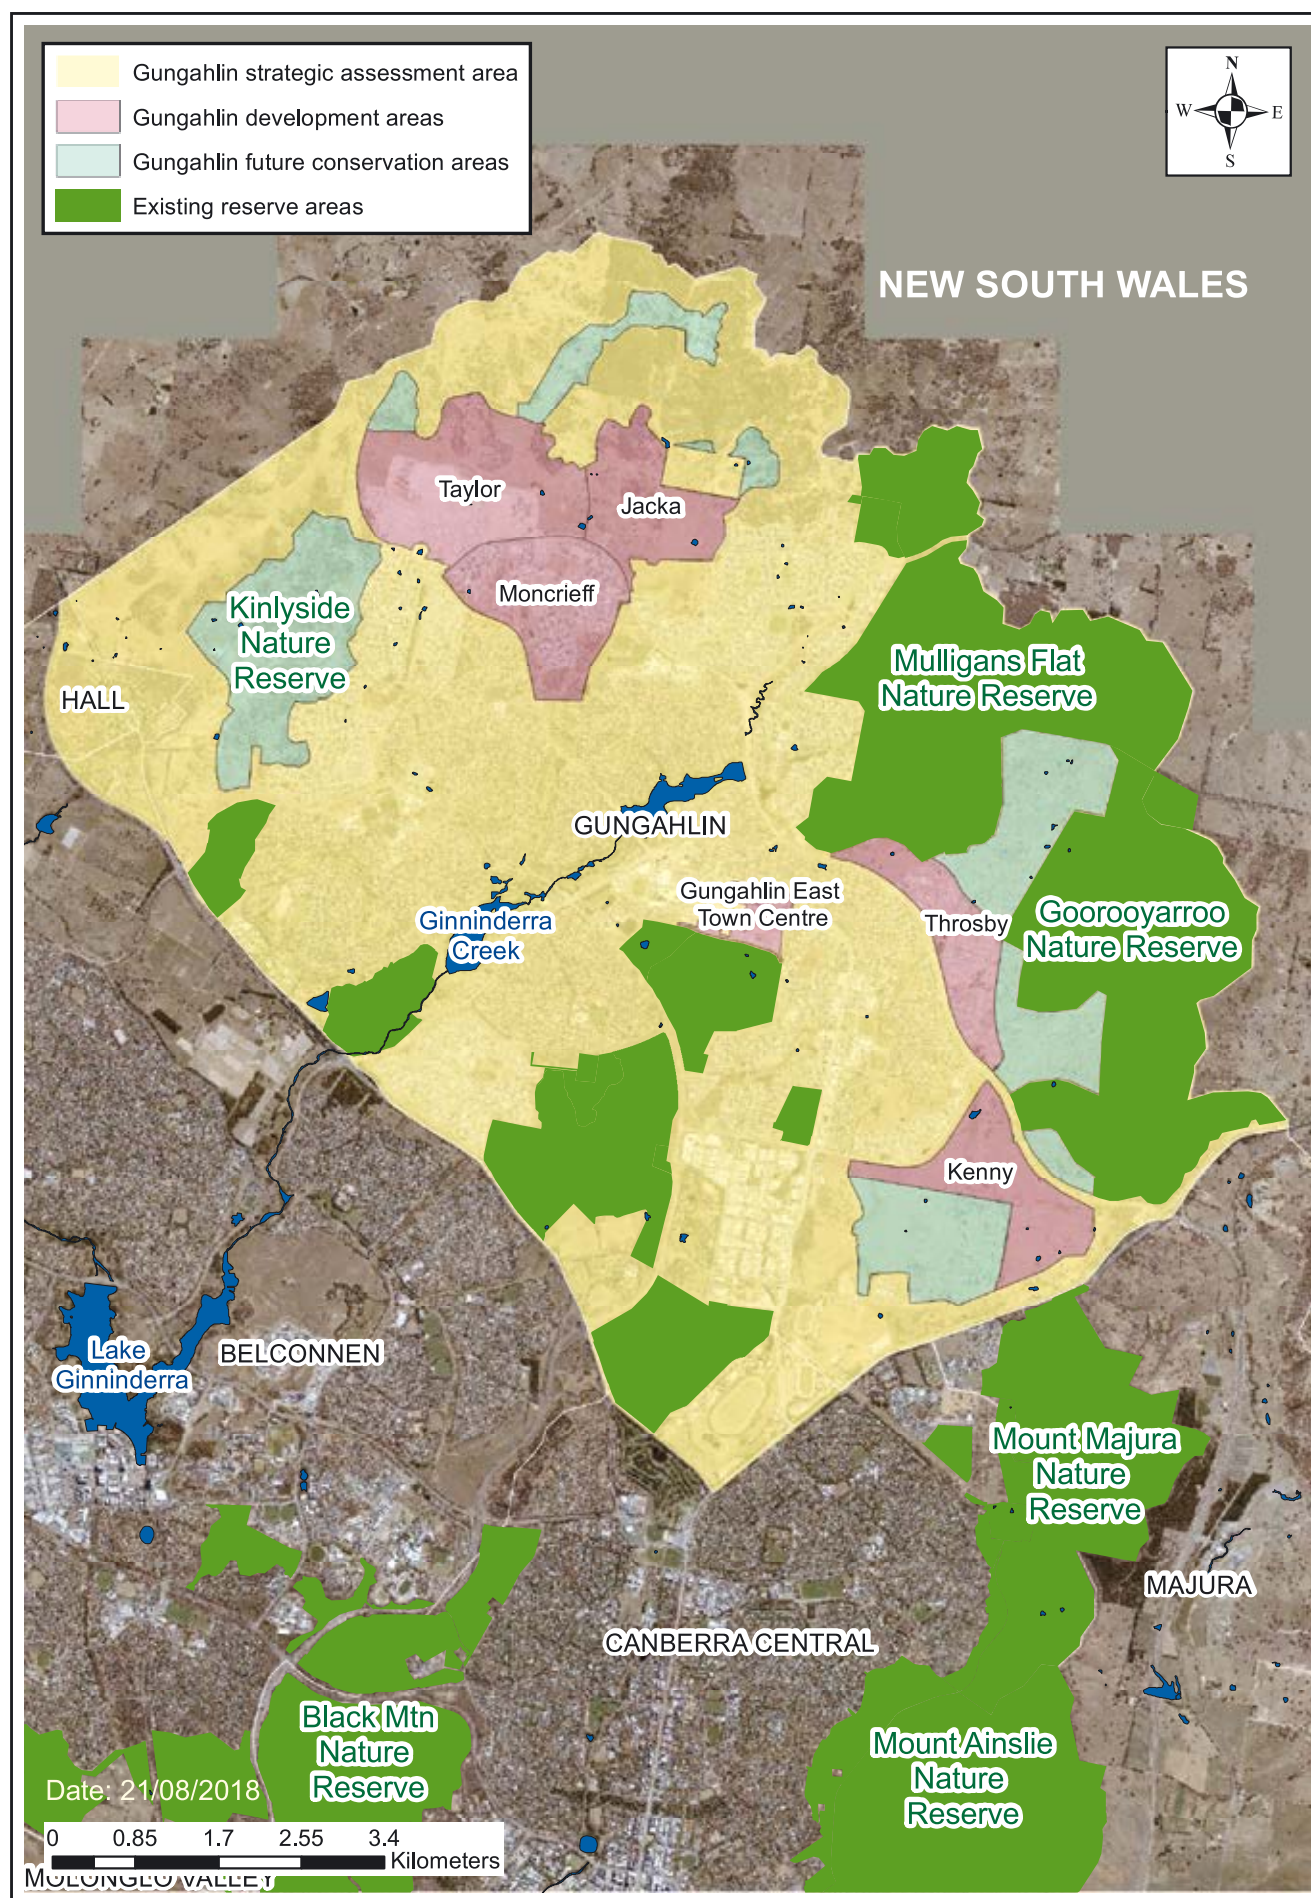 Gungahlin strategic assessment area
Gungahlin development areas
Gungahlin future conservation areas
Existing reserve areas
N
W
E
S
NEW SOUTH WALES
Taylor
Jacka
Moncrieff
Kinlyside
Nature
Reserve
HALL
Mulligans Flat
Nature Reserve
GUNGAHLIN
Gungahlin East
Town Centre
Throsby
Goorooyarroo
Nature Reserve
Ginninderra
Creek
Kenny
Lake
Ginninderra
BELCONNEN
Mount Majura
Nature
Reserve
MAJURA
CANBERRA CENTRAL
Black Mtn
Nature
Reserve
Mount Ainslie
Nature
Reserve
Date: 21/08/2018
0 0.85 1.7 2.55 3.4
Kilometers
MOLONGLO VALLEY